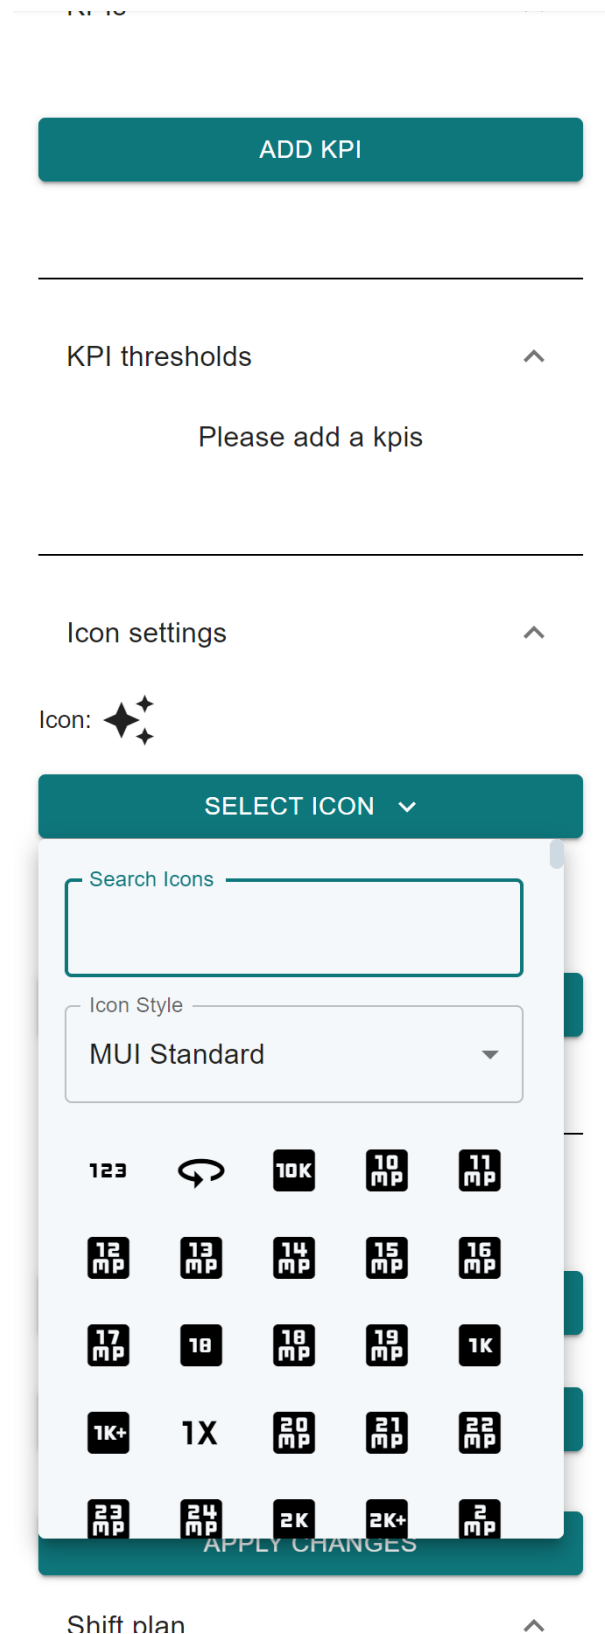 KPIs
ADD KPI
KPI thresholds
Please add a kpis
Icon settings
Icon:
SELECT ICON
Search Icons
Icon Style
MUI Standard
123 10K 10 MP 11 MP
12 MP 13 MP 14 MP 15 MP 16 MP
17 MP 18 18 MP 19 MP 1K
1K+ 1X 20 MP 21 MP 22 MP
23 MP 24 MP 2K 2K+ 2 MP
APPLY CHANGES
Shift plan